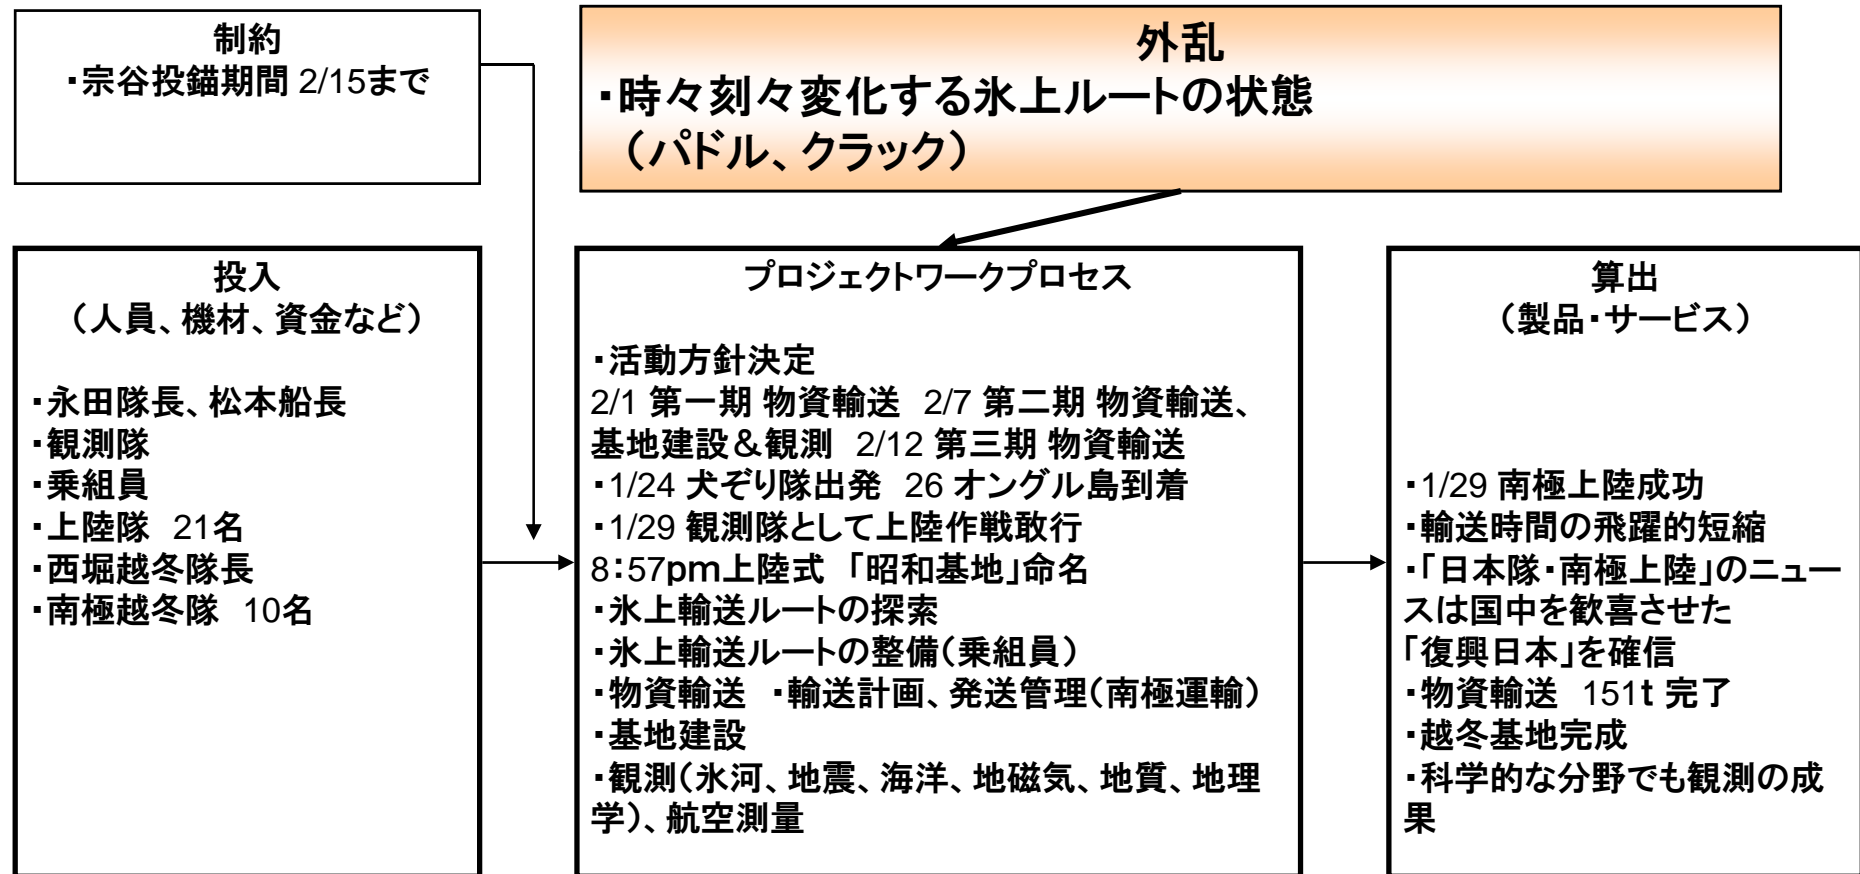 制約
・宗谷投錨期間 2/15まで
外乱
・時々刻々変化する氷上ルートの状態
（パドル、クラック）
投入
（人員、機材、資金など）
・永田隊長、松本船長
・観測隊
・乗組員
・上陸隊 21名
・西堀越冬隊長
・南極越冬隊 10名
プロジェクトワークプロセス
・活動方針決定
2/1 第一期 物資輸送 2/7 第二期 物資輸送、
基地建設＆観測 2/12 第三期 物資輸送
・1/24 犬ぞり隊出発 26 オングル島到着
・1/29 観測隊として上陸作戦敢行
8：57pm上陸式 「昭和基地」命名
・氷上輸送ルートの探索
・氷上輸送ルートの整備（乗組員）
・物資輸送 ・輸送計画、発送管理（南極運輸）
・基地建設
・観測（氷河、地震、海洋、地磁気、地質、地理
学）、航空測量
算出
（製品・サービス）
・1/29 南極上陸成功
・輸送時間の飛躍的短縮
・「日本隊・南極上陸」のニュー
スは国中を歓喜させた
「復興日本」を確信
・物資輸送 151t 完了
・越冬基地完成
・科学的な分野でも観測の成
果